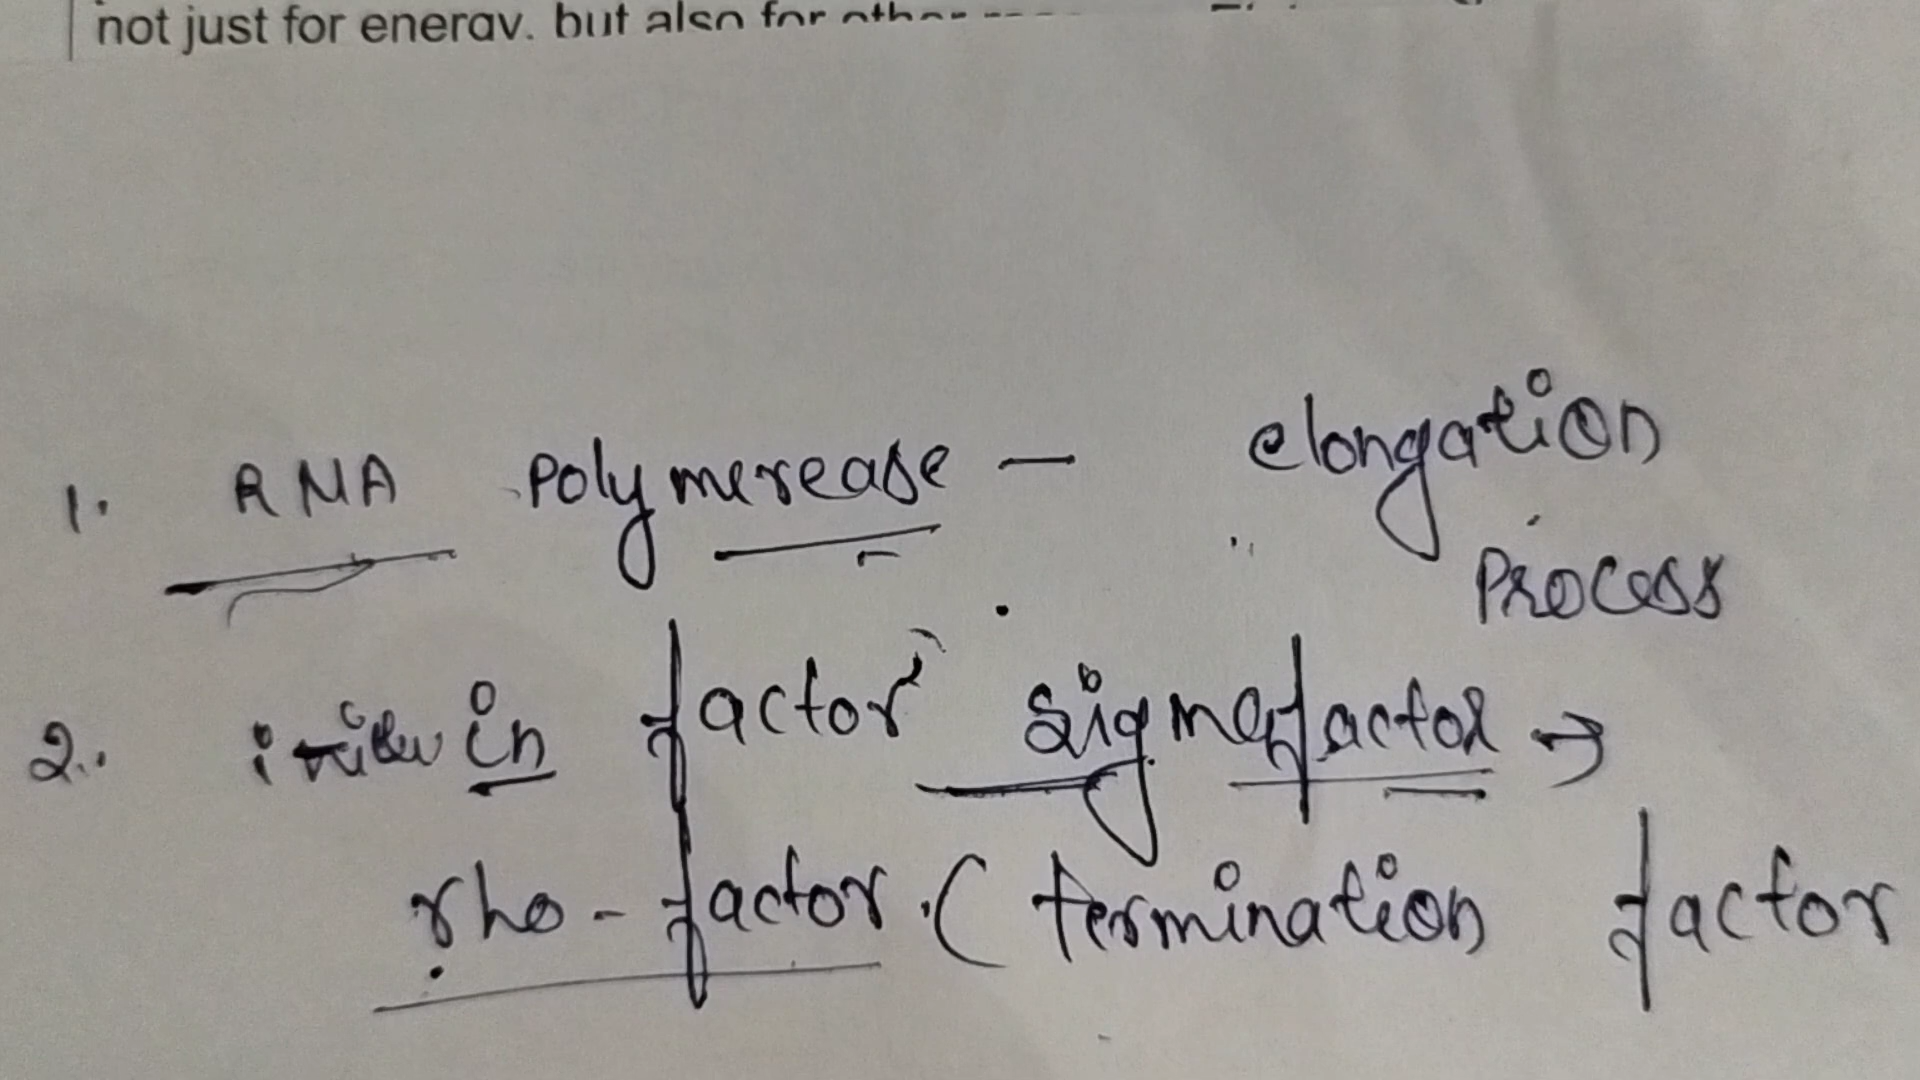 not just for energy. but also for other
1. RNA polymerease - elongation
process
2. in factor sigma factor →
rho-factor. (termination factor